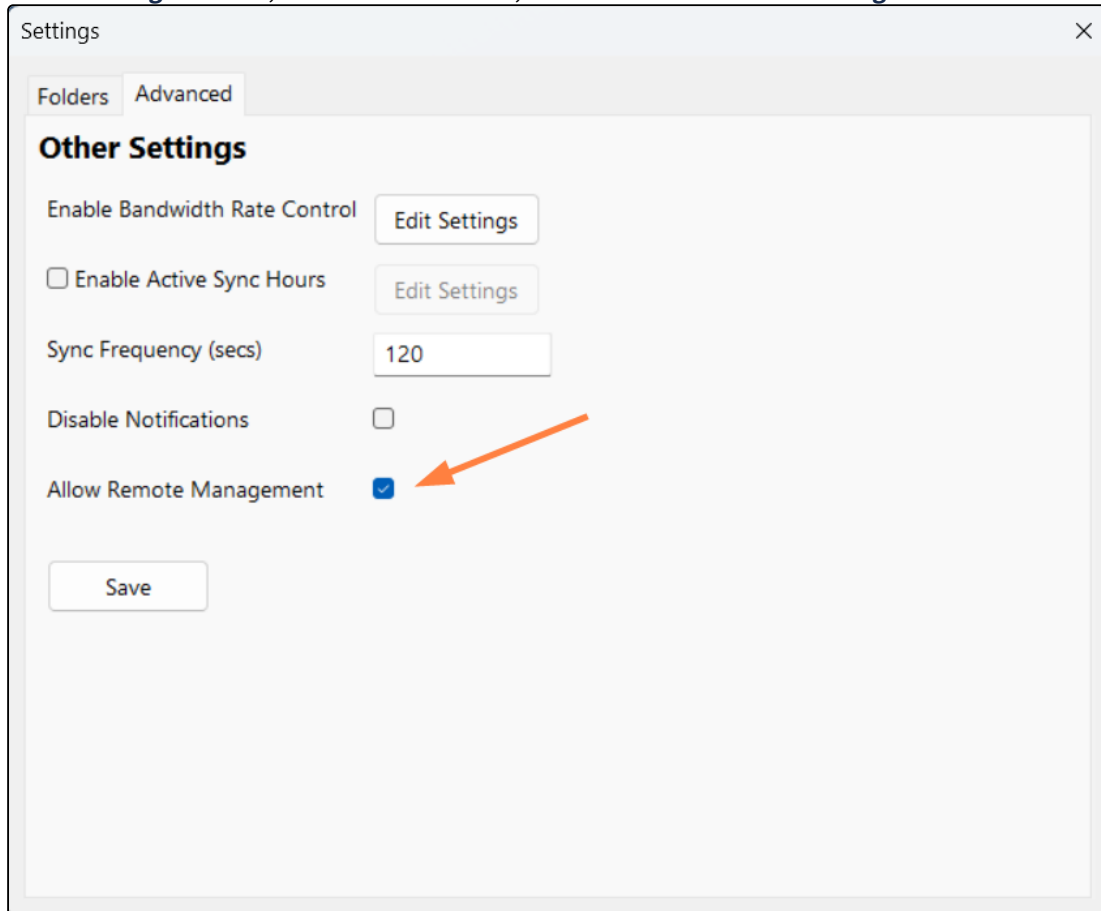 Settings
Folders Advanced
Other Settings
Enable Bandwidth Rate Control Edit Settings
Enable Active Sync Hours Edit Settings
Sync Frequency (secs) 120
Disable Notifications
Allow Remote Management
Save